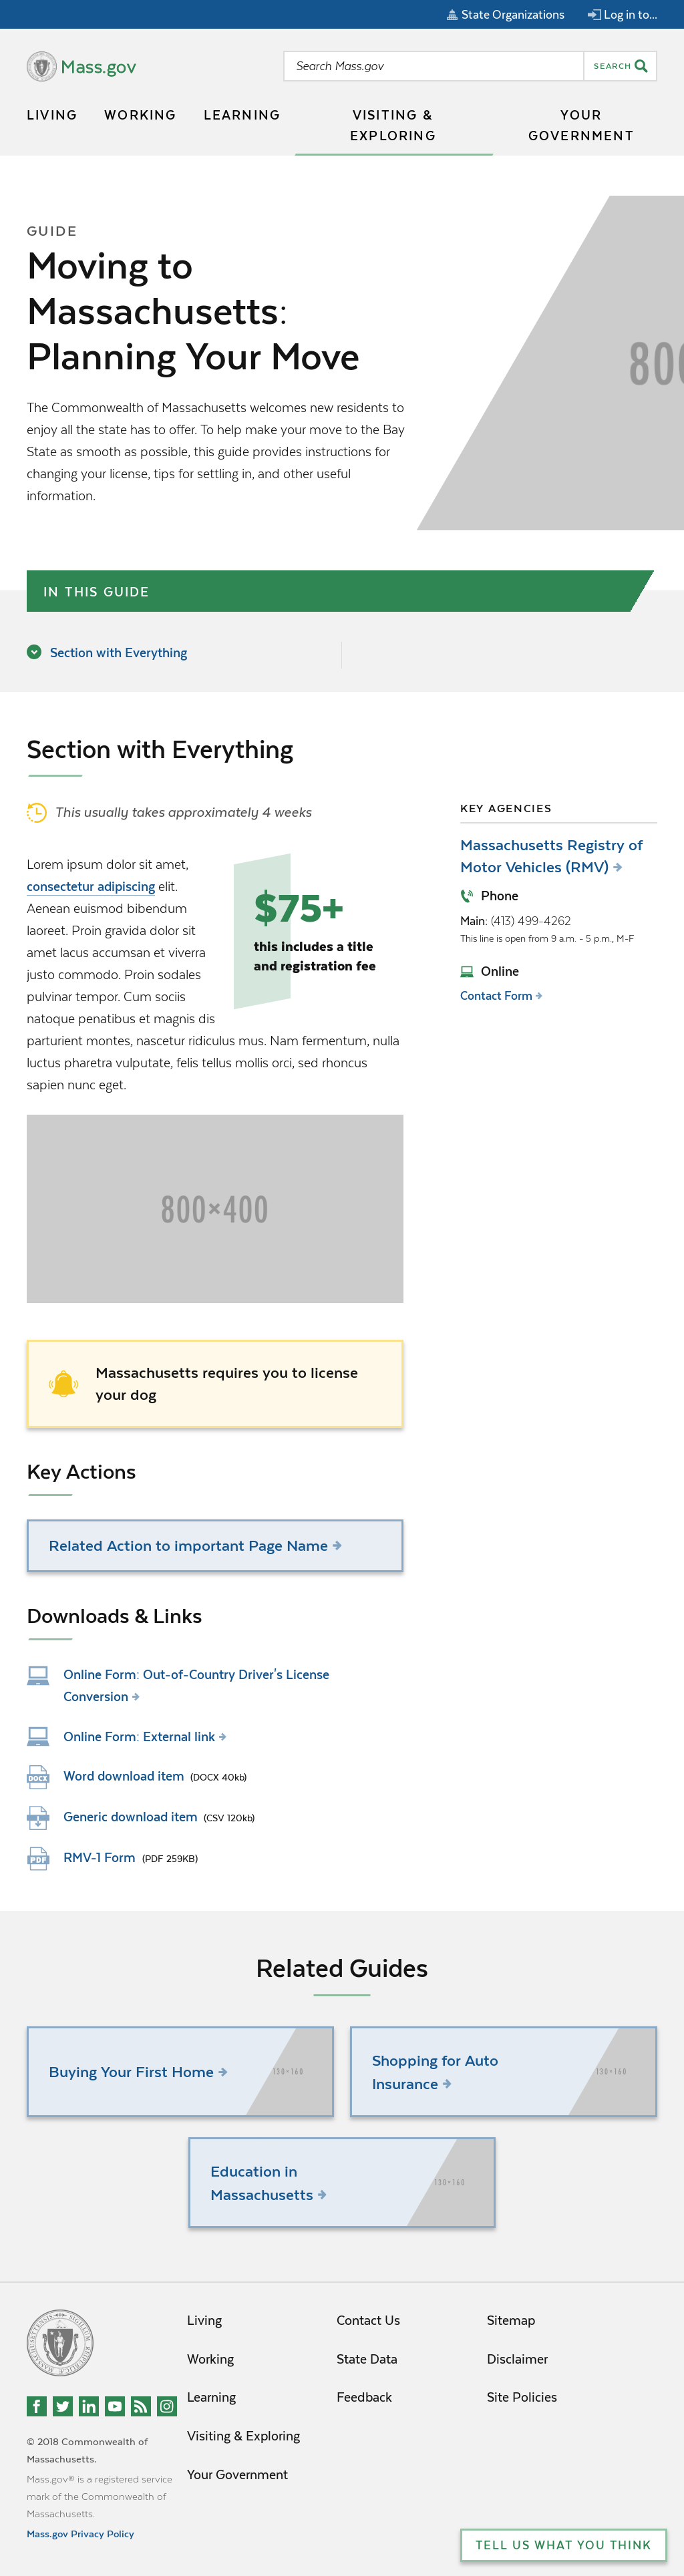 State Organizations
Log in to...
Mass.gov
Search Mass.gov
SEARCH
LIVING
WORKING
LEARNING
VISITING &
EXPLORING
YOUR
GOVERNMENT
GUIDE
Moving to
Massachusetts:
Planning Your Move
The Commonwealth of Massachusetts welcomes new residents to
enjoy all the state has to offer. To help make your move to the Bay
State as smooth as possible, this guide provides instructions for
changing your license, tips for settling in, and other useful
information.
800
IN THIS GUIDE
Section with Everything
Section with Everything
This usually takes approximately 4 weeks
Lorem ipsum dolor sit amet,
consectetur adipiscing elit.
Aenean euismod bibendum
laoreet. Proin gravida dolor sit
amet lacus accumsan et viverra
justo commodo. Proin sodales
pulvinar tempor. Cum sociis
natoque penatibus et magnis dis
parturient montes, nascetur ridiculus mus. Nam fermentum, nulla
luctus pharetra vulputate, felis tellus mollis orci, sed rhoncus
sapien nunc eget.
$75+
this includes a title
and registration fee
800×400
Massachusetts requires you to license
your dog
Key Actions
Related Action to important Page Name
Downloads & Links
Online Form: Out-of-Country Driver's License
Conversion
Online Form: External link
DOCX
Word download item (DOCX 40kb)
Generic download item (CSV 120kb)
PDF
RMV-1 Form (PDF 259KB)
KEY AGENCIES
Massachusetts Registry of
Motor Vehicles (RMV)
Phone
Main: (413) 499-4262
This line is open from 9 a.m. - 5 p.m., M-F
Online
Contact Form
Related Guides
Buying Your First Home
130×160
Shopping for Auto
Insurance
130×160
Education in
Massachusetts
130×160
Living
Working
Learning
Visiting & Exploring
Your Government
Contact Us
State Data
Feedback
Sitemap
Disclaimer
Site Policies
© 2018 Commonwealth of
Massachusetts.
Mass.gov® is a registered service
mark of the Commonwealth of
Massachusetts.
Mass.gov Privacy Policy
TELL US WHAT YOU THINK